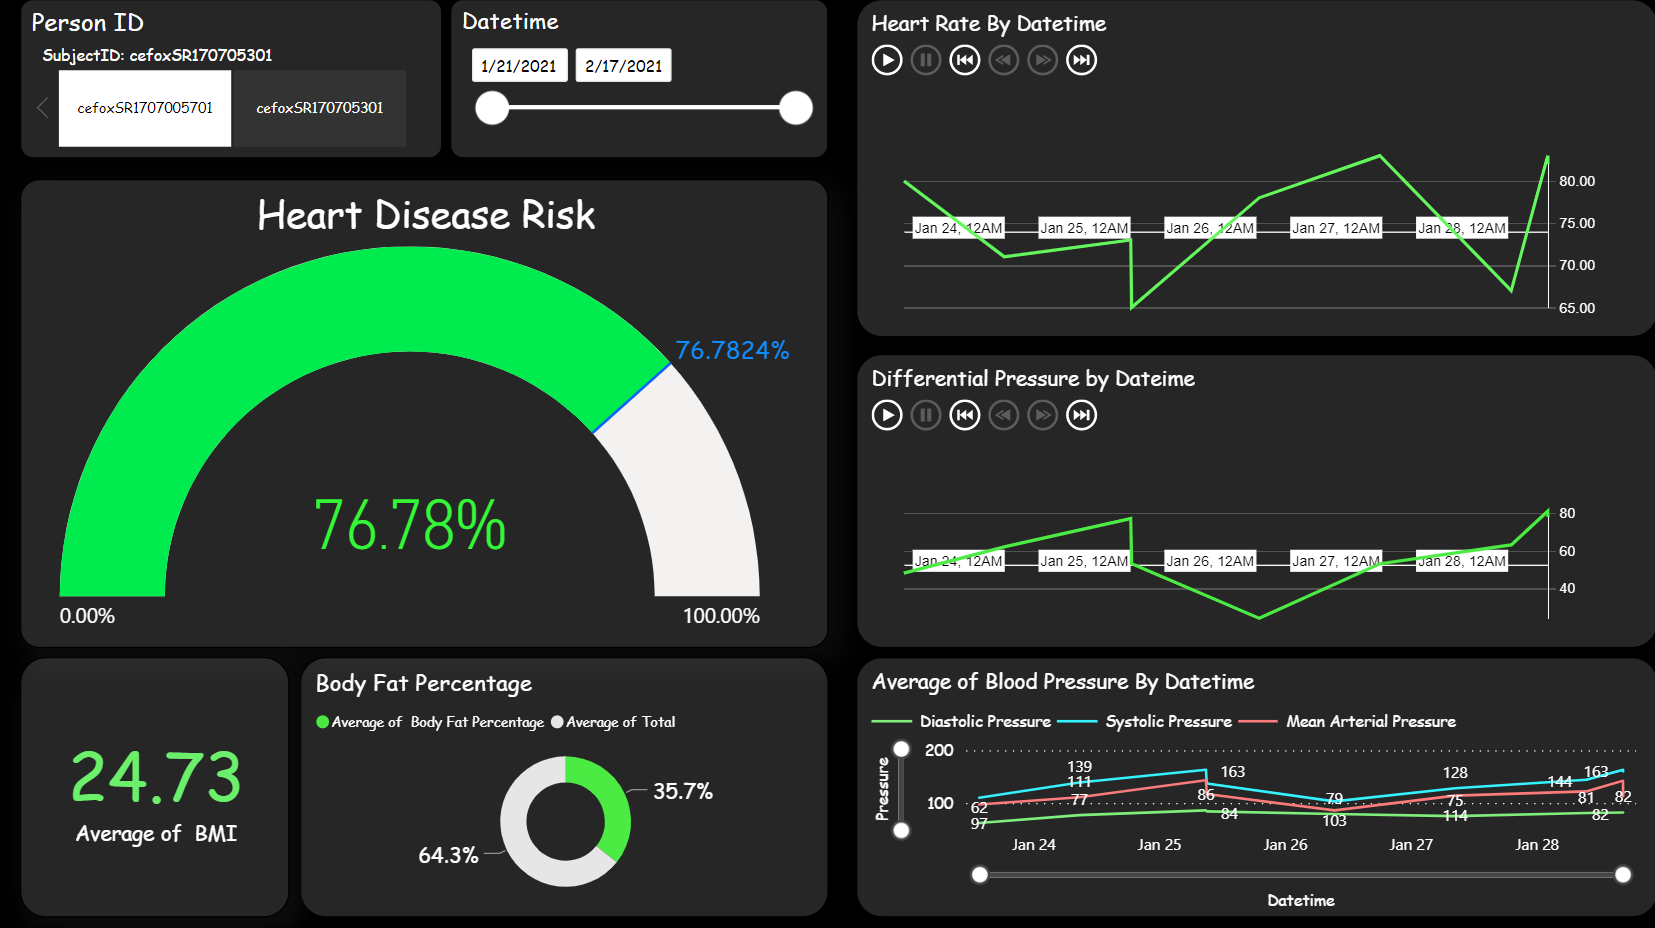 Person ID
SubjectID: cefoxSR170705301
cefoxSR1707005701
cefoxSR170705301
Datetime
1/21/2021
2/17/2021
Heart Disease Risk
76.7824%
76.78%
0.00%
100.00%
24.73
Average of BMI
Body Fat Percentage
Average of Body Fat Percentage
Average of Total
35.7%
64.3%
Heart Rate By Datetime
80.00
75.00
70.00
65.00
Jan 24, 12AM
Jan 25, 12AM
Jan 26, 12AM
Jan 27, 12AM
Jan 28, 12AM
Differential Pressure by Dateime
80
60
40
Jan 24, 12AM
Jan 25, 12AM
Jan 26, 12AM
Jan 27, 12AM
Jan 28, 12AM
Average of Blood Pressure By Datetime
Diastolic Pressure
Systolic Pressure
Mean Arterial Pressure
Pressure
200
100
139
111
77
62
97
163
86
84
79
103
128
75
114
144
163
81
82
82
Jan 24
Jan 25
Jan 26
Jan 27
Jan 28
Datetime